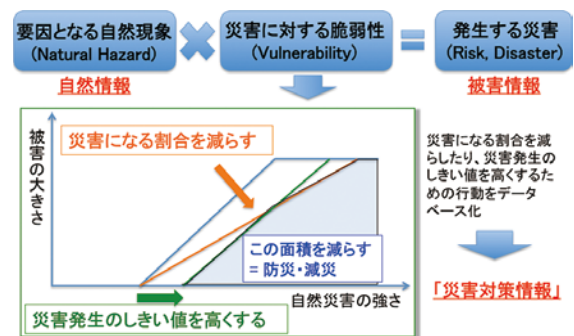 要因となる自然現象
(Natural Hazard)
災害に対する脆弱性
(Vulnerability)
発生する災害
(Risk, Disaster)
自然情報
被害情報
被害の大きさ
災害になる割合を減らす
この面積を減らす
= 防災・減災
自然災害の強さ
災害発生のしきい値を高くする
災害になる割合を減
らしたり、災害発生の
しきい値を高くするた
めの行動をデータ
ベース化
「災害対策情報」